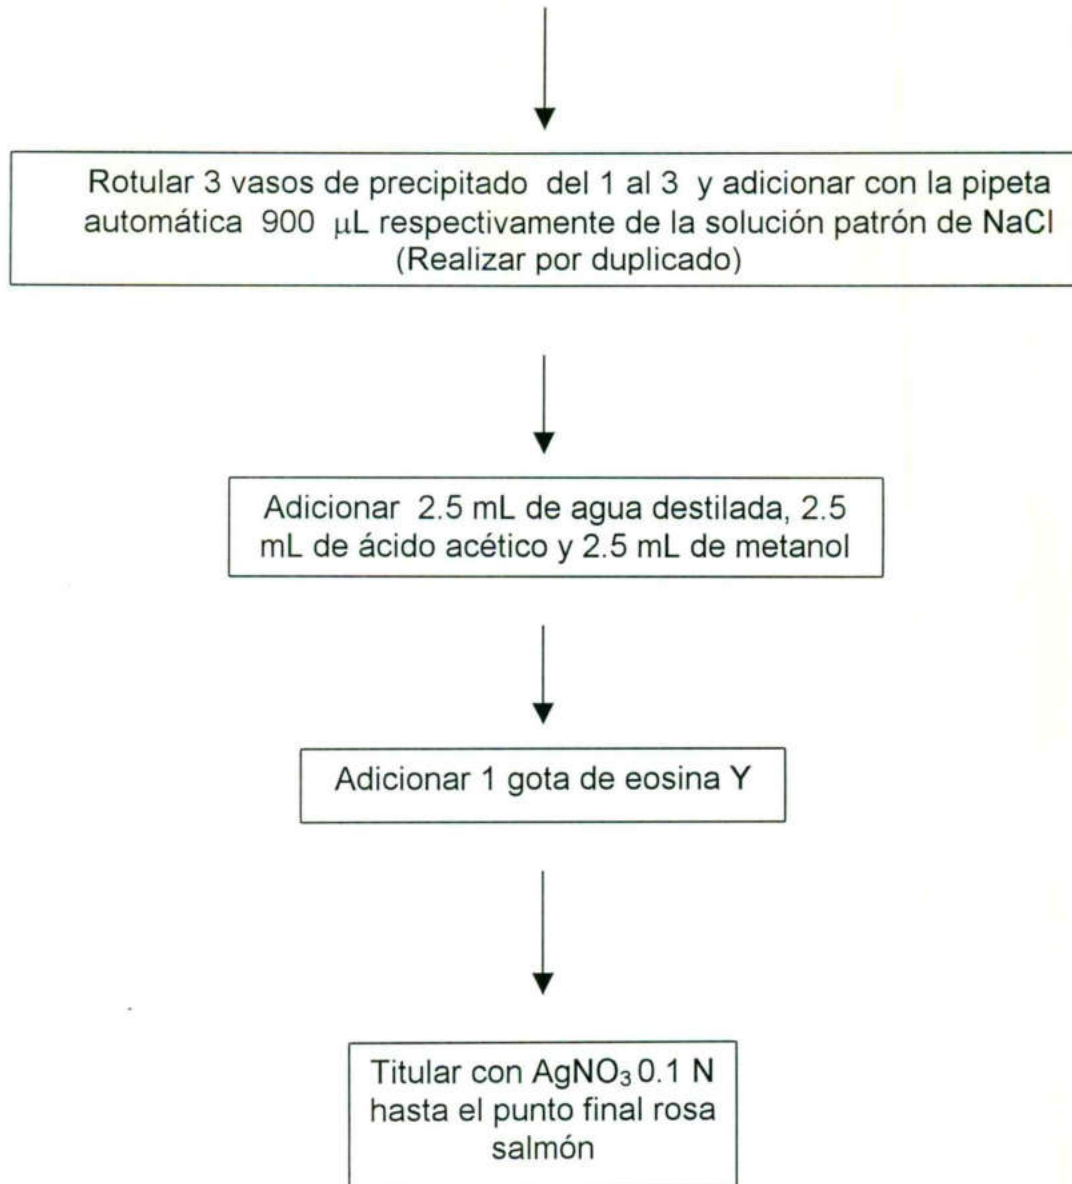 Rotular 3 vasos de precipitado del 1 al 3 y adicionar con la pipeta
automática 900 μL respectivamente de la solución patrón de NaCl
(Realizar por duplicado)
Adicionar 2.5 mL de agua destilada, 2.5
mL de ácido acético y 2.5 mL de metanol
Adicionar 1 gota de eosina Y
Titular con AgNO₃ 0.1 N
hasta el punto final rosa
salmón